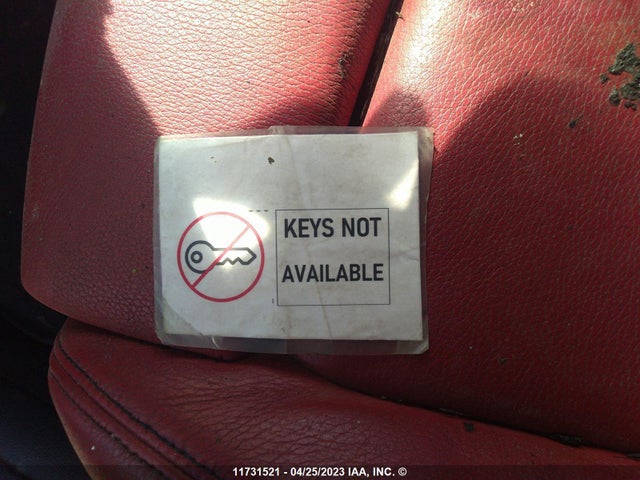 KEYS NOT
AVAILABLE
11731521 - 04/25/2023 IAA, INC. ©